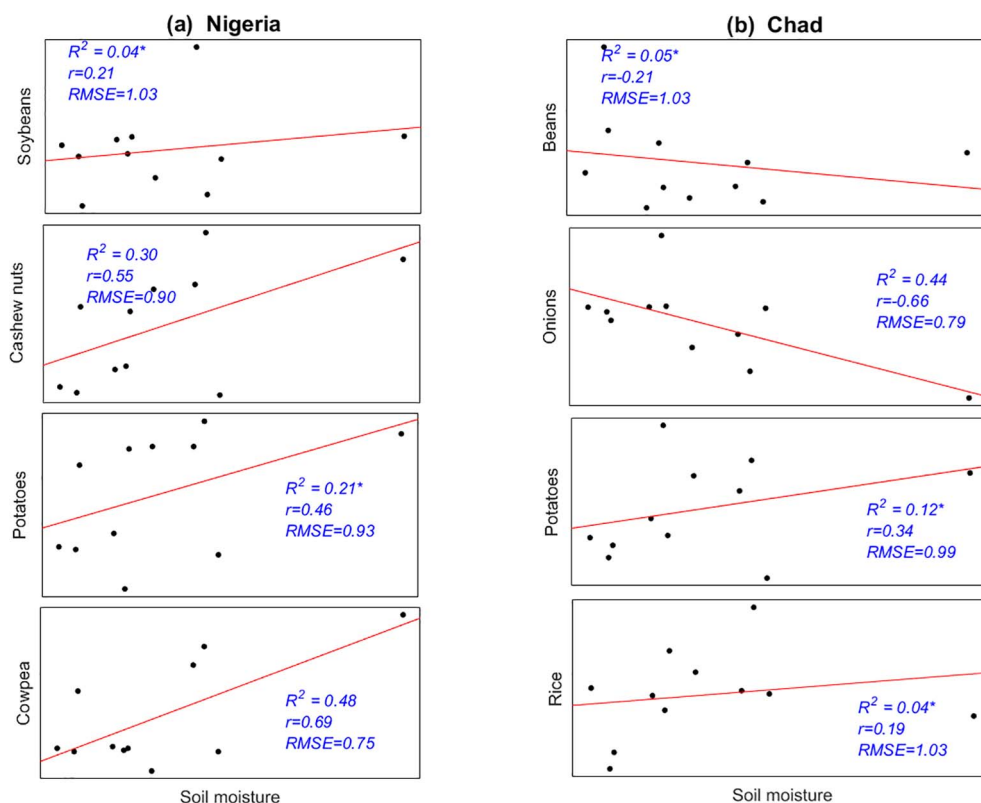 (a) Nigeria
Soybeans
R² = 0.04*
r=0.21
RMSE=1.03
Cashew nuts
R² = 0.30
r=0.55
RMSE=0.90
Potatoes
R² = 0.21*
r=0.46
RMSE=0.93
Cowpea
R² = 0.48
r=0.69
RMSE=0.75
Soil moisture
(b) Chad
Beans
R² = 0.05*
r=-0.21
RMSE=1.03
Onions
R² = 0.44
r=-0.66
RMSE=0.79
Potatoes
R² = 0.12*
r=0.34
RMSE=0.99
Rice
R² = 0.04*
r=0.19
RMSE=1.03
Soil moisture